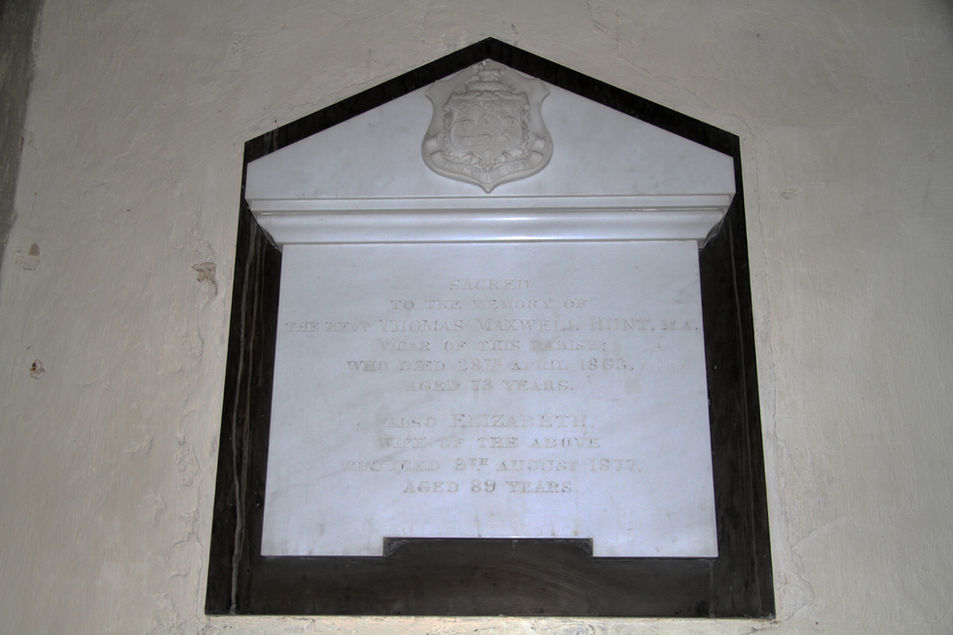 SACRED
TO THE MEMORY OF
THE REVD THOMAS MAXWELL HUNT, M.A.
VICAR OF THIS PARISH:
WHO DIED 28TH APRIL 1863,
AGED 73 YEARS.
ALSO ELIZABETH,
WIFE OF THE ABOVE
WHO DIED 9TH AUGUST 1877,
AGED 89 YEARS.